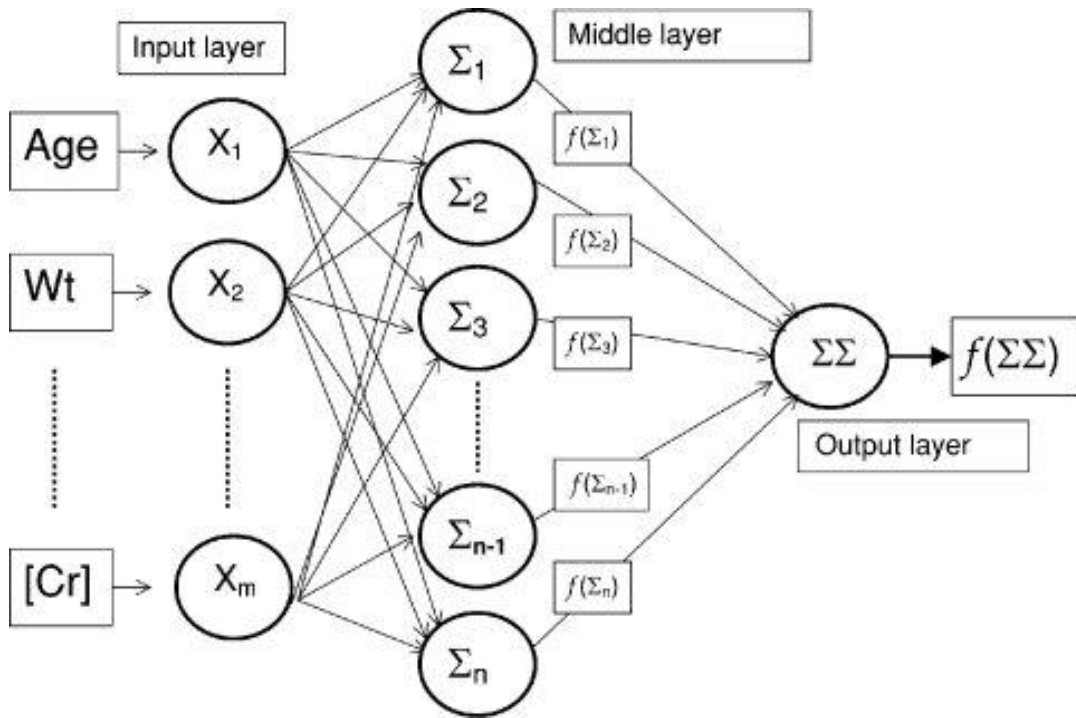 Input layer
Middle layer
Age
X₁
Σ₁
f(Σ₁)
Wt
X₂
Σ₂
f(Σ₂)
Σ₃
f(Σ₃)
ΣΣ
f(ΣΣ)
Output layer
[Cr]
Xₘ
Σn-1
f(Σn-1)
Σn
f(Σn)